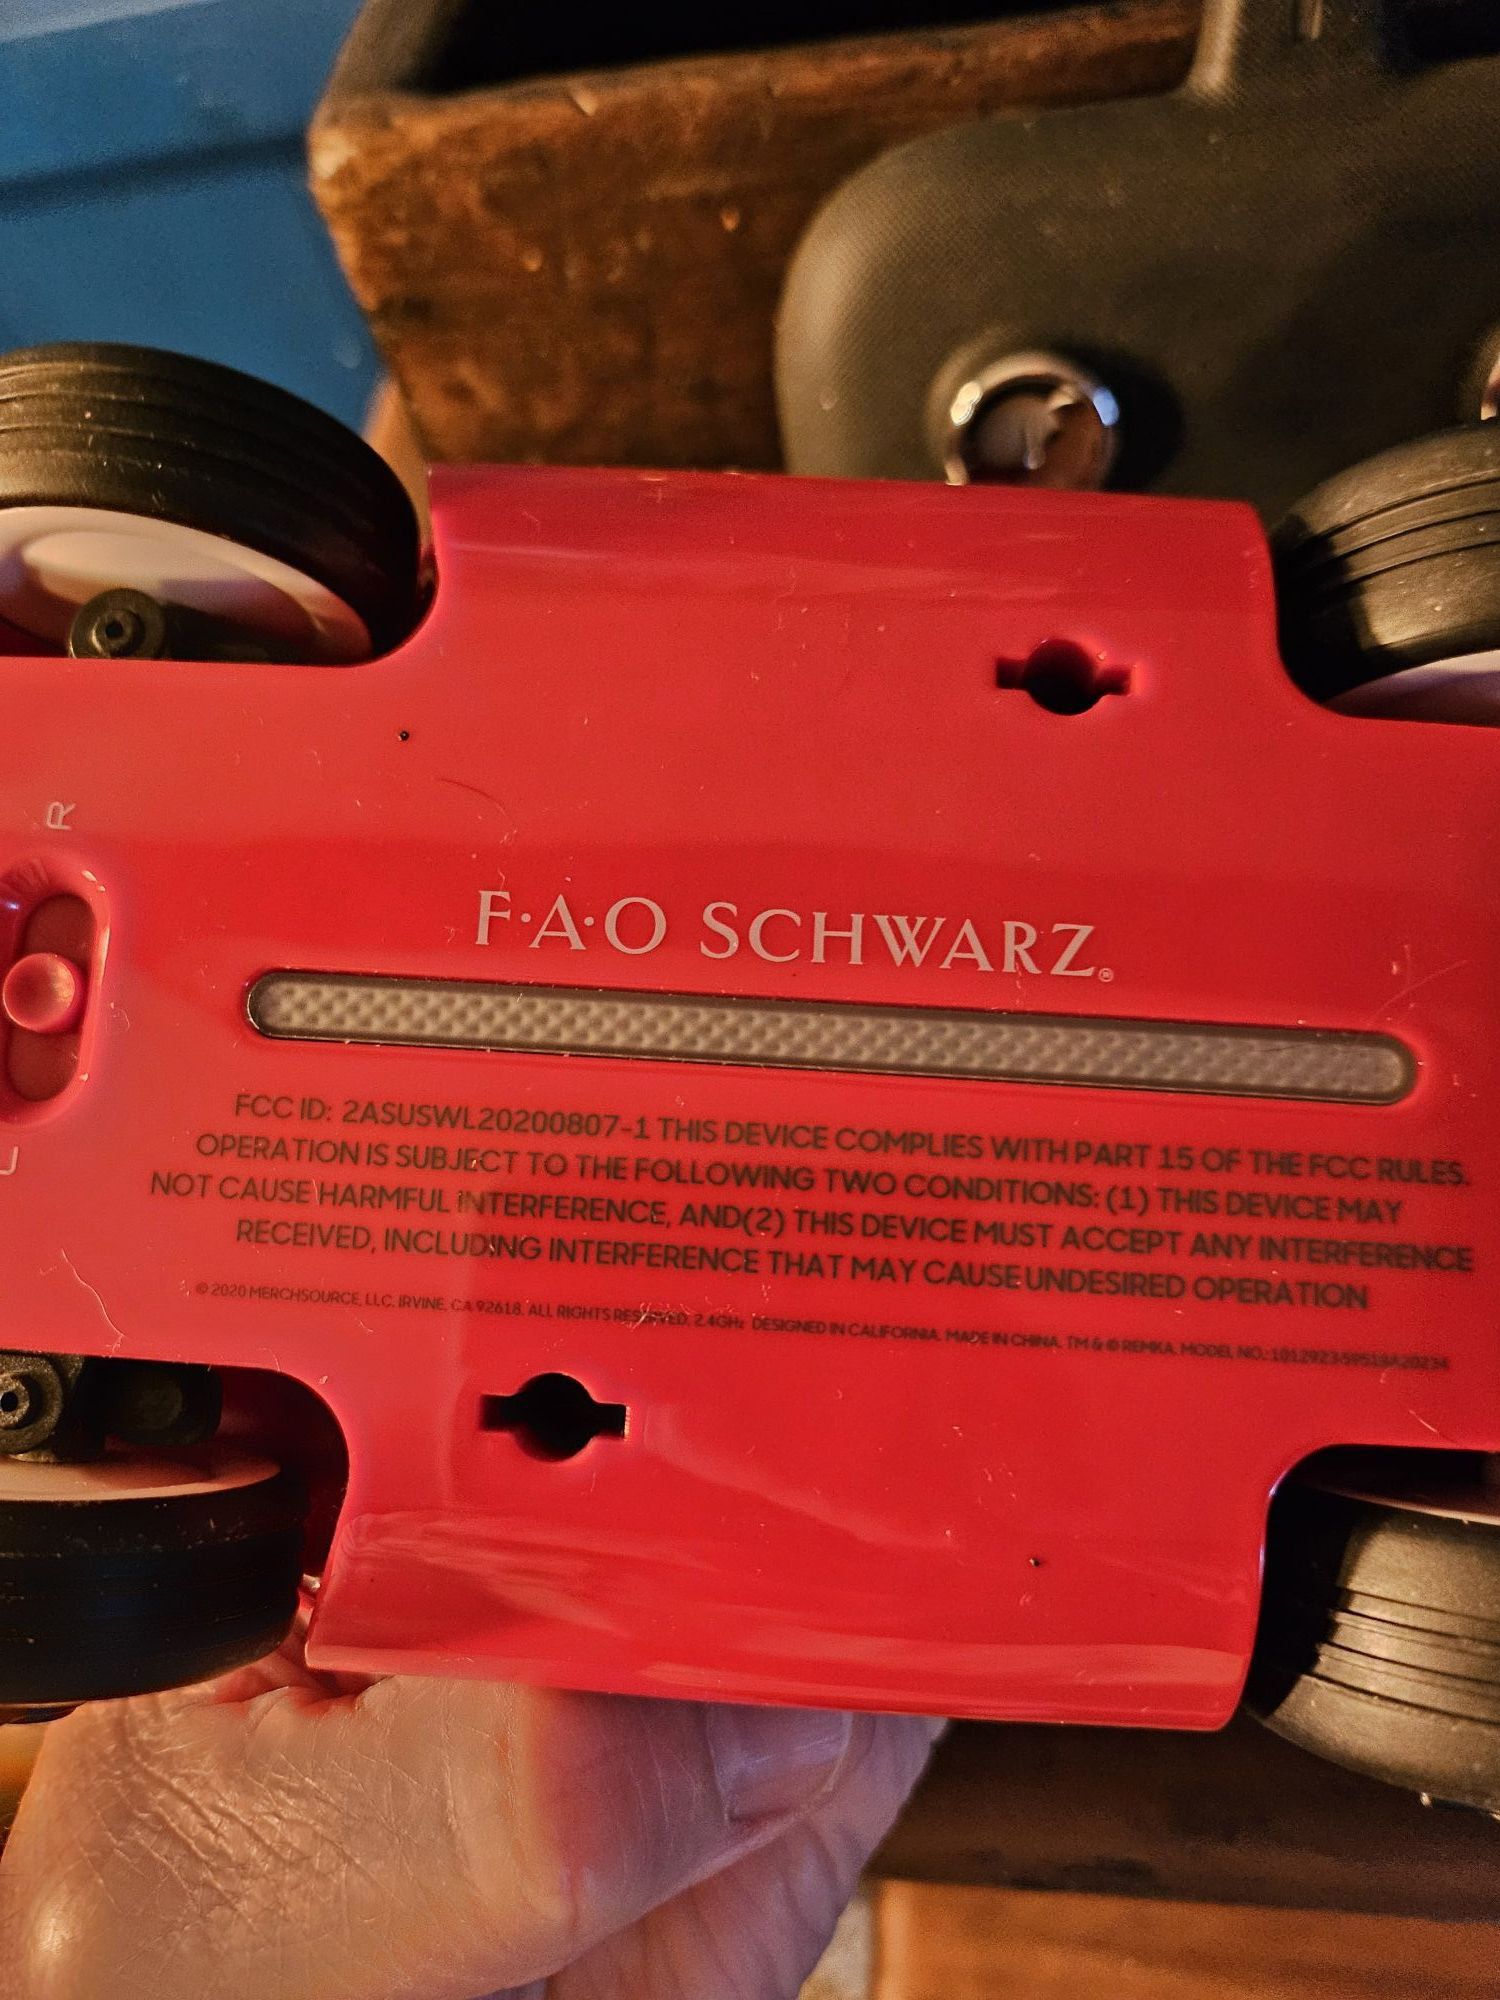 R
F·A·O SCHWARZ®
L
FCC ID: 2ASUSWL20200807-1 THIS DEVICE COMPLIES WITH PART 15 OF THE FCC RULES.
OPERATION IS SUBJECT TO THE FOLLOWING TWO CONDITIONS: (1) THIS DEVICE MAY
NOT CAUSE HARMFUL INTERFERENCE, AND(2) THIS DEVICE MUST ACCEPT ANY INTERFERENCE
RECEIVED, INCLUDING INTERFERENCE THAT MAY CAUSE UNDESIRED OPERATION
© 2020 MERCHSOURCE, LLC. IRVINE, CA 92618. ALL RIGHTS RESERVED. 2.4GHz DESIGNED IN CALIFORNIA. MADE IN CHINA. TM & © REMKA. MODEL NO.: